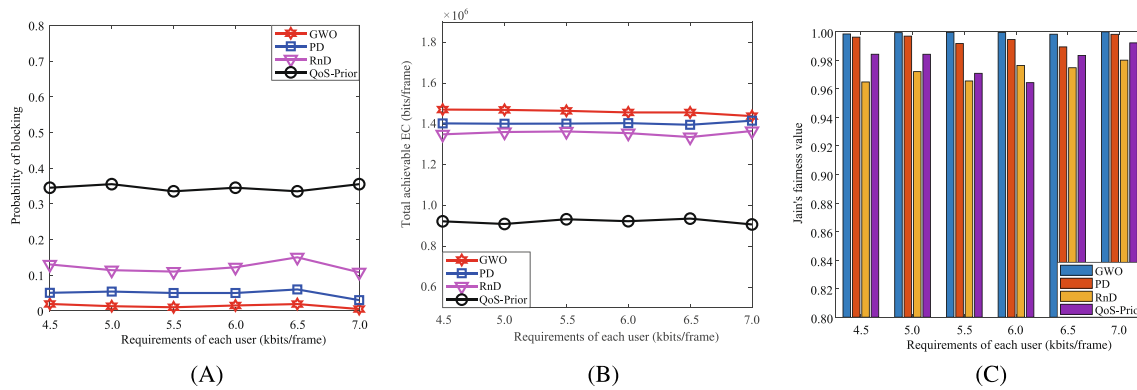 0.8
0.7
0.6
0.5
0.4
0.3
0.2
0.1
0
Probability of blocking
GWO
PD
RnD
QoS-Prior
4.5 5.0 5.5 6.0 6.5 7.0
Requirements of each user (kbits/frame)
(A)
×10⁶
1.8
1.6
1.4
1.2
1.0
0.8
0.6
Total achievable EC (bits/frame)
GWO
PD
RnD
QoS-Prior
4.5 5.0 5.5 6.0 6.5 7.0
Requirements of each user (kbits/frame)
(B)
1.00
0.98
0.96
0.94
0.92
0.90
0.88
0.86
0.84
0.82
0.80
Jain's fairness value
GWO
PD
RnD
QoS-Prior
4.5 5.0 5.5 6.0 6.5 7.0
Requirements of each user (kbits/frame)
(C)